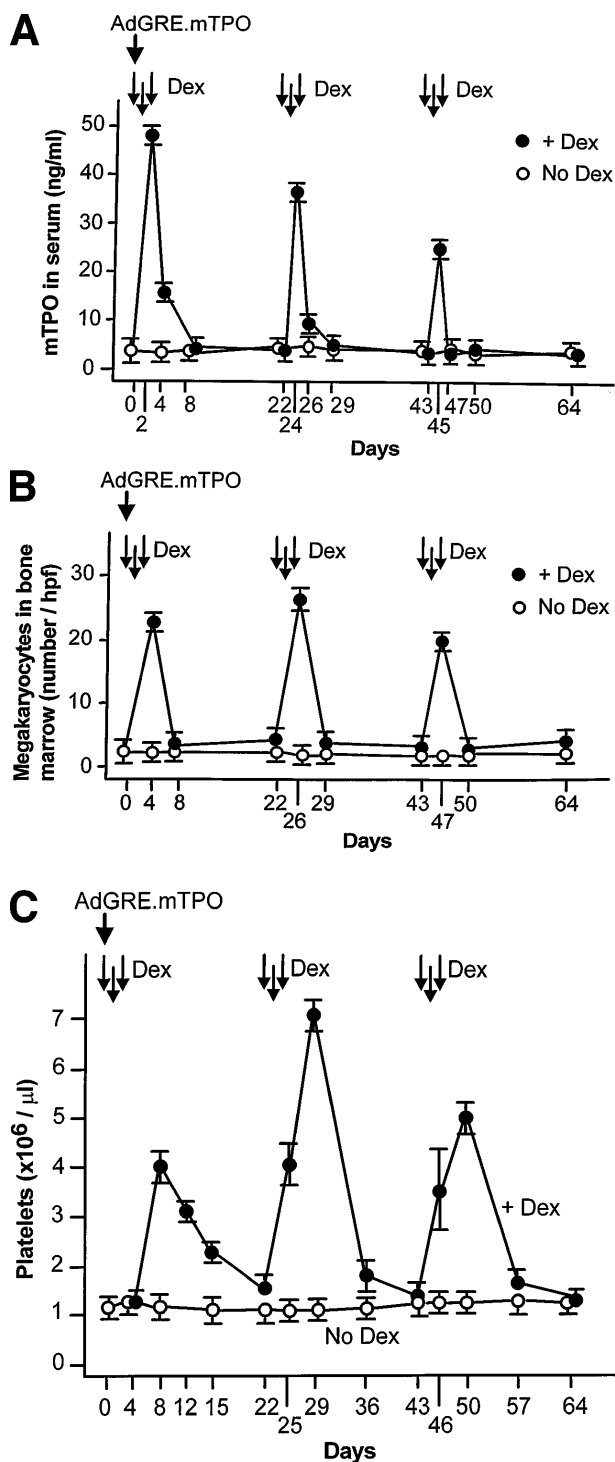 A
AdGRE.mTPO
Dex Dex Dex
+ Dex
No Dex
mTPO in serum (ng/ml)
50
40
30
20
10
0
0 4 8 22 26 29 43 47 50 64
2 24 45
Days
B
AdGRE.mTPO
Dex Dex Dex
+ Dex
No Dex
Megakaryocytes in bone
marrow (number / hpf)
30
20
10
0
0 4 8 22 29 43 50 64
26 47
Days
C
AdGRE.mTPO
Dex Dex Dex
Platelets (x10⁶ / μl)
7
6
5
4
3
2
1
0
+ Dex
No Dex
0 4 8 12 15 22 29 36 43 50 57 64
25 46
Days